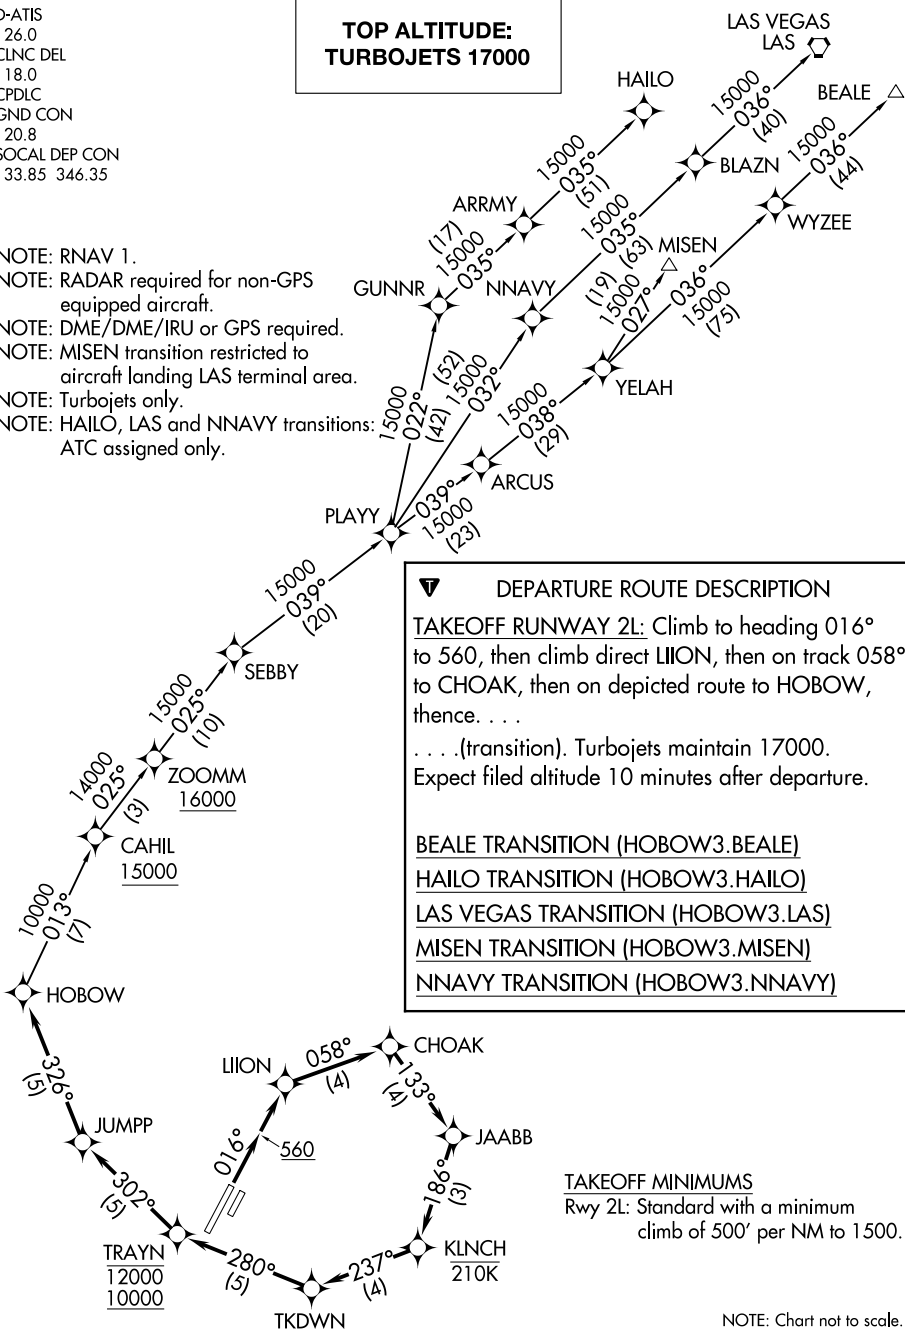 D-ATIS
26.0
CLNC DEL
18.0
CPDLC
GND CON
20.8
SOCAL DEP CON
33.85 346.35
TOP ALTITUDE:
TURBOJETS 17000
LAS VEGAS
LAS
HAILO
BEALE
15000
036°
(40)
15000
036°
(44)
BLAZN
WYZEE
15000
035°
(51)
ARRMY
15000
035°
(63)
MISEN
(17)
15000
035°
GUNNR
NNAVY
(19)
15000
027°
036°
15000
(75)
NOTE: RNAV 1.
NOTE: RADAR required for non-GPS
equipped aircraft.
NOTE: DME/DME/IRU or GPS required.
NOTE: MISEN transition restricted to
aircraft landing LAS terminal area.
NOTE: Turbojets only.
NOTE: HAILO, LAS and NNAVY transitions:
ATC assigned only.
15000
022°
(42)
(52)
15000
032°
YELAH
15000
038°
(29)
ARCUS
PLAYY
039°
15000
(23)
15000
039°
(20)
SEBBY
15000
025°
(10)
ZOOMM
16000
14000
025°
(3)
CAHIL
15000
10000
013°
(7)
HOBOW
T DEPARTURE ROUTE DESCRIPTION
TAKEOFF RUNWAY 2L: Climb to heading 016°
to 560, then climb direct LIION, then on track 058°
to CHOAK, then on depicted route to HOBOW,
thence. . . .
. . . .(transition). Turbojets maintain 17000.
Expect filed altitude 10 minutes after departure.
BEALE TRANSITION (HOBOW3.BEALE)
HAILO TRANSITION (HOBOW3.HAILO)
LAS VEGAS TRANSITION (HOBOW3.LAS)
MISEN TRANSITION (HOBOW3.MISEN)
NNAVY TRANSITION (HOBOW3.NNAVY)
326°
(5)
JUMPP
302°
(5)
TRAYN
12000
10000
016°
560
LIION
058°
(4)
CHOAK
133°
(4)
JAABB
186°
(3)
KLNCH
210K
237°
(4)
TKDWN
280°
(5)
TAKEOFF MINIMUMS
Rwy 2L: Standard with a minimum
climb of 500' per NM to 1500.
NOTE: Chart not to scale.